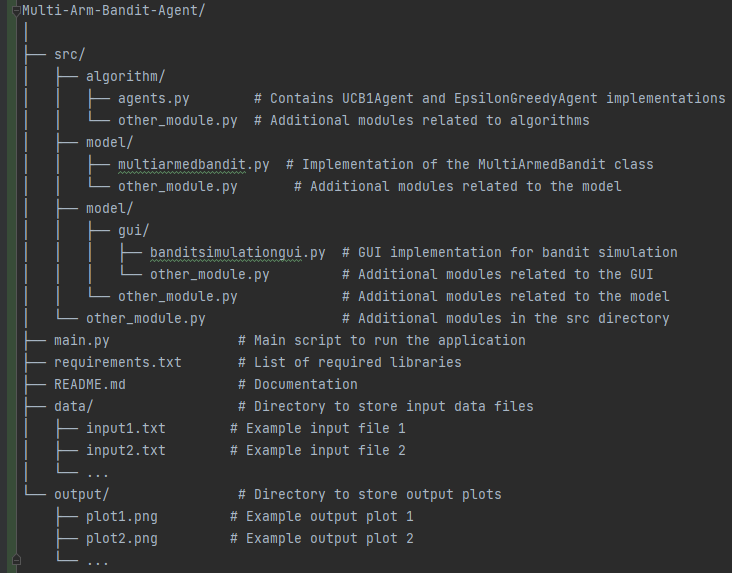 Multi-Arm-Bandit-Agent/
│
├── src/
│   ├── algorithm/
│   │   ├── agents.py        # Contains UCB1Agent and EpsilonGreedyAgent implementations
│   │   └── other_module.py  # Additional modules related to algorithms
│   ├── model/
│   │   ├── multiarmedbandit.py  # Implementation of the MultiArmedBandit class
│   │   └── other_module.py       # Additional modules related to the model
│   ├── model/
│   │   ├── gui/
│   │   │   ├── banditsimulationgui.py  # GUI implementation for bandit simulation
│   │   │   └── other_module.py         # Additional modules related to the GUI
│   │   └── other_module.py             # Additional modules related to the model
│   └── other_module.py                 # Additional modules in the src directory
├── main.py                # Main script to run the application
├── requirements.txt       # List of required libraries
├── README.md              # Documentation
├── data/                  # Directory to store input data files
│   ├── input1.txt        # Example input file 1
│   ├── input2.txt        # Example input file 2
│   └── ...
└── output/                # Directory to store output plots
    ├── plot1.png         # Example output plot 1
    ├── plot2.png         # Example output plot 2
    └── ...